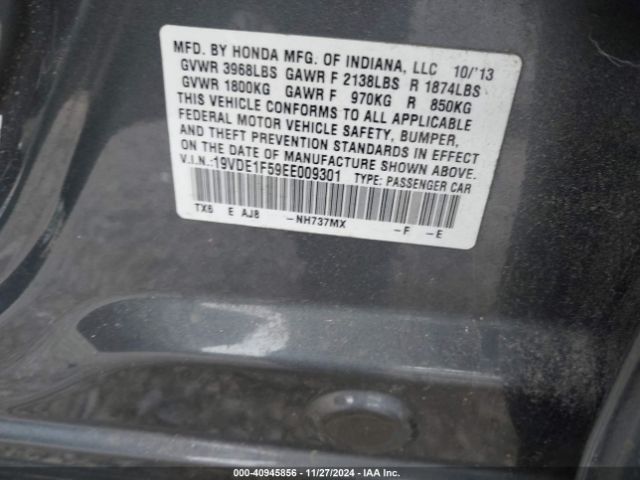 MFD. BY HONDA MFG. OF INDIANA, LLC 10/'13
GVWR 3968LBS GAWR F 2138LBS R 1874LBS
GVWR 1800KG GAWR F 970KG R 850KG
THIS VEHICLE CONFORMS TO ALL APPLICABLE
FEDERAL MOTOR VEHICLE SAFETY, BUMPER,
AND THEFT PREVENTION STANDARDS IN EFFECT
ON THE DATE OF MANUFACTURE SHOWN ABOVE.
V.I.N.:19VDE1F59EE009301 TYPE: PASSENGER CAR
TX6 E AJ8 -NH737MX -F -E
000-40945856 - 11/27/2024 - IAA Inc.